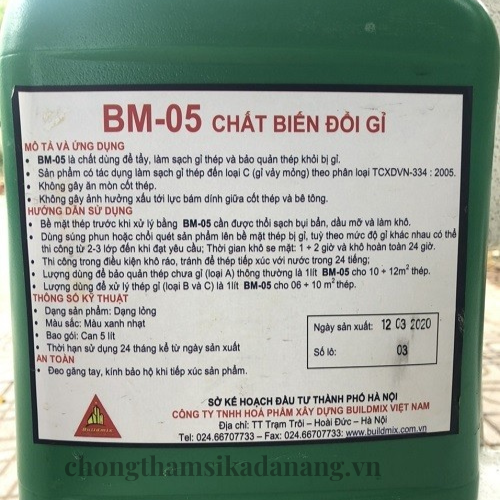 BM-05 CHẤT BIẾN ĐỔI GỈ
MÔ TẢ VÀ ỨNG DỤNG
• BM-05 là chất dùng để tẩy, làm sạch gỉ thép và bảo quản thép khỏi bị gỉ.
• Sản phẩm có tác dụng làm sạch gỉ thép đến loại C (gỉ vảy mỏng) theo phân loại TCXDVN-334 : 2005.
• Không gây ăn mòn cốt thép.
• Không gây ảnh hưởng xấu tới lực bám dính giữa cốt thép và bê tông.
HƯỚNG DẪN SỬ DỤNG
• Bề mặt thép trước khi xử lý bằng BM-05 cần được thổi sạch bụi bẩn, dầu mỡ và làm khô.
• Dùng súng phun hoặc chổi quét sản phẩm lên bề mặt thép bị gỉ, tuỳ theo mức độ gỉ khác nhau có thể
thi công từ 2-3 lớp đến khi đạt yêu cầu; Thời gian khô se mặt: 1 ÷ 2 giờ và khô hoàn toàn 24 giờ.
• Thi công trong điều kiện khô ráo, tránh để thép tiếp xúc với nước trong 24 tiếng;
• Lượng dùng để bảo quản thép chưa gỉ (loại A) thông thường là 1lít BM-05 cho 10 ÷ 12m² thép.
• Lượng dùng để xử lý thép gỉ (loại B và C) là 1lít BM-05 cho 06 ÷ 10 m² thép.
THÔNG SỐ KỸ THUẬT
• Dạng sản phẩm: Dạng lỏng
• Màu sắc: Màu xanh nhạt
• Bao gói: Can 5 lít
• Thời hạn sử dụng 24 tháng kể từ ngày sản xuất
AN TOÀN
• Đeo găng tay, kính bảo hộ khi tiếp xúc sản phẩm.
Ngày sản xuất: 12 03 2020
Số lô: 03
Buildmix
SỞ KẾ HOẠCH ĐẦU TƯ THÀNH PHỐ HÀ NỘI
CÔNG TY TNHH HOÁ PHẨM XÂY DỰNG BUILDMIX VIỆT NAM
Địa chỉ: TT Trạm Trôi – Hoài Đức – Hà Nội
Tel: 024.66707733 – Fax: 024.66707733; www.buildmix.com.vn
chongthamsikadanang.vn